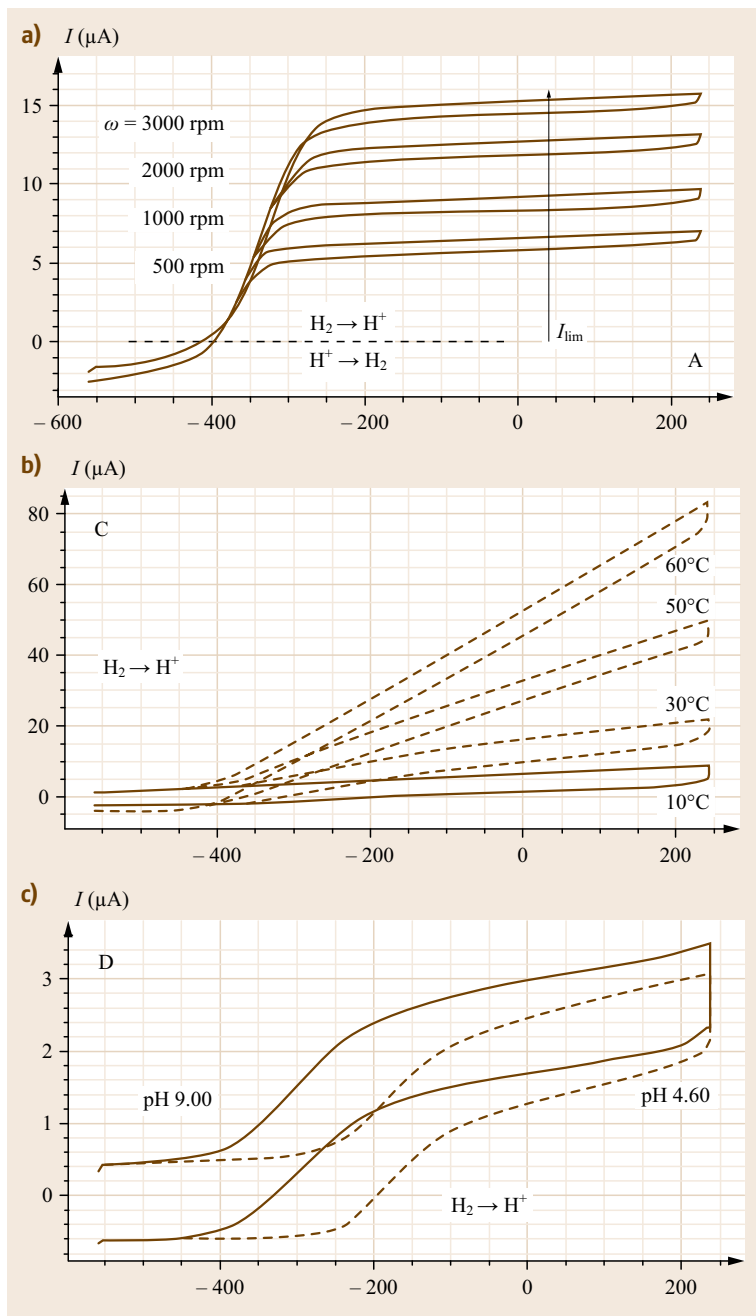 a) I (µA)
15
ω = 3000 rpm
2000 rpm
10
1000 rpm
5
500 rpm
H₂ → H⁺
Iₗᵢₘ
0
H⁺ → H₂
A
– 600 – 400 – 200 0 200
b) I (µA)
80
C
60°C
60
50°C
40
H₂ → H⁺
30°C
20
0
10°C
– 400 – 200 0 200
c) I (µA)
D
3
2
pH 9.00 pH 4.60
1
0
H₂ → H⁺
– 400 – 200 0 200